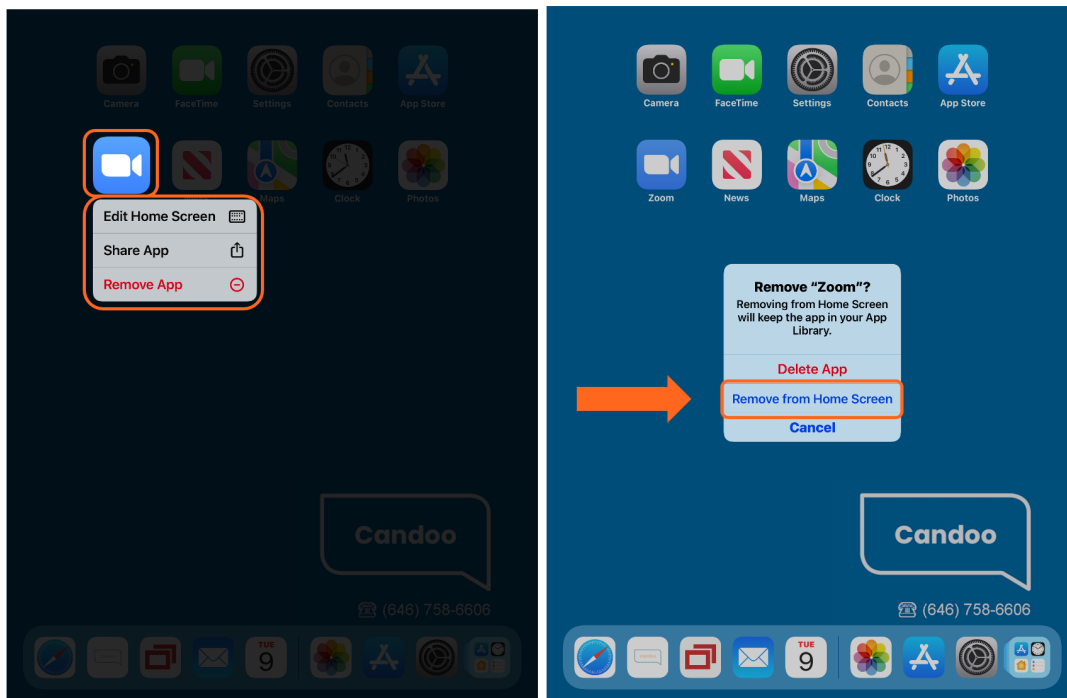 Camera FaceTime Settings Contacts App Store
Maps Clock Photos
Edit Home Screen
Share App
Remove App
Candoo
(646) 758-6606
TUE
9
Camera FaceTime Settings Contacts App Store
Zoom News Maps Clock Photos
Remove “Zoom”?
Removing from Home Screen
will keep the app in your App
Library.
Delete App
Remove from Home Screen
Cancel
Candoo
(646) 758-6606
TUE
9